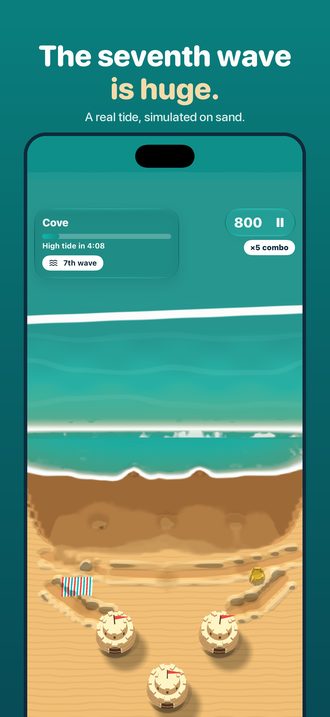 The seventh wave
is huge.
A real tide, simulated on sand.
Cove
800
High tide in 4:08
×5 combo
7th wave